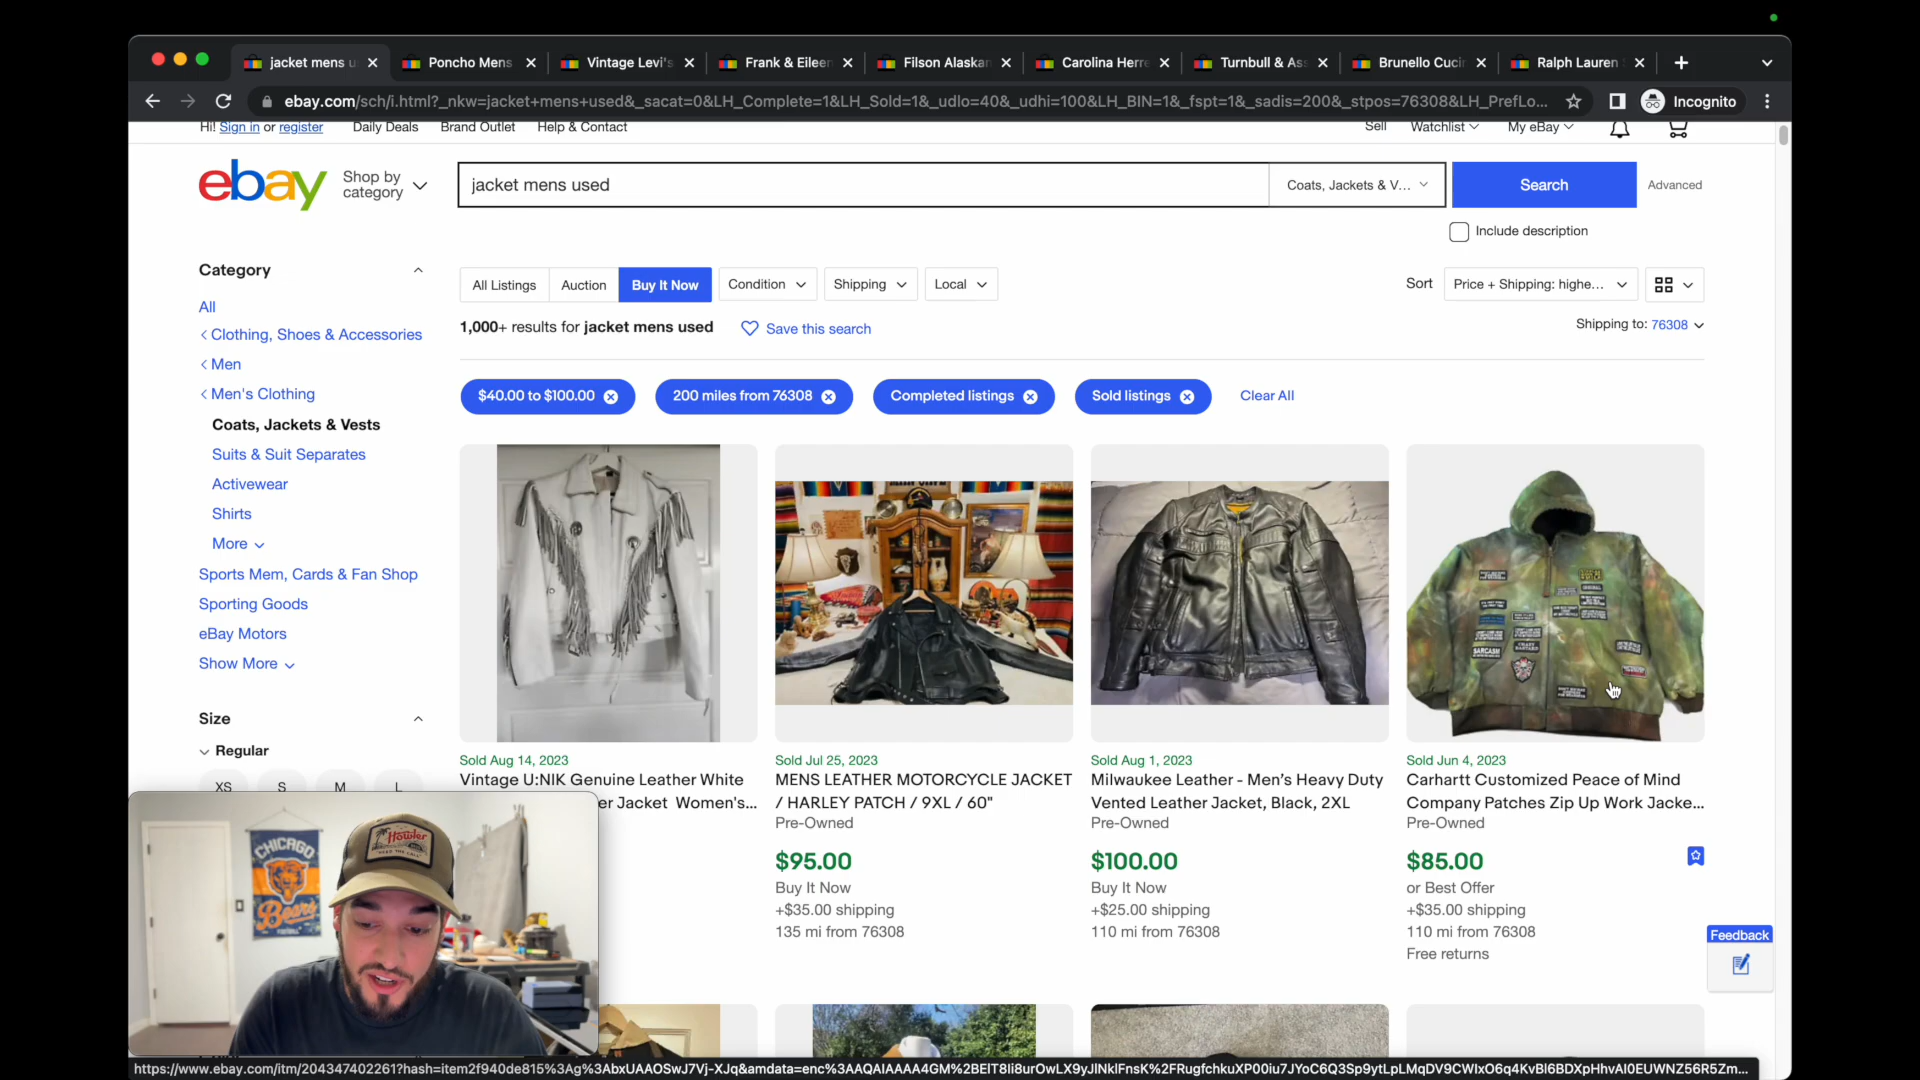 jacket mens u
Poncho Mens
Vintage Levi's
Frank & Eileen
Filson Alaskan
Carolina Herre
Turnbull & Ass
Brunello Cucin
Ralph Lauren
ebay.com/sch/i.html?_nkw=jacket+mens+used&_sacat=0&LH_Complete=1&LH_Sold=1&_udlo=40&_udhi=100&LH_BIN=1&_fspt=1&_sadis=200&_stpos=76308&LH_PrefLo...
Incognito
Hi! Sign in or register
Daily Deals
Brand Outlet
Help & Contact
Sell
Watchlist
My eBay
ebay
Shop by
category
jacket mens used
Coats, Jackets & V...
Search
Advanced
Include description
Category
All
Clothing, Shoes & Accessories
Men
Men's Clothing
Coats, Jackets & Vests
Suits & Suit Separates
Activewear
Shirts
More
Sports Mem, Cards & Fan Shop
Sporting Goods
eBay Motors
Show More
Size
Regular
XS
S
M
L
All Listings
Auction
Buy It Now
Condition
Shipping
Local
Sort
Price + Shipping: highe...
1,000+ results for jacket mens used
Save this search
Shipping to: 76308
$40.00 to $100.00
200 miles from 76308
Completed listings
Sold listings
Clear All
SARCASM
Sold Aug 14, 2023
Vintage U:NIK Genuine Leather White
er Jacket Women's...
Sold Jul 25, 2023
MENS LEATHER MOTORCYCLE JACKET
/ HARLEY PATCH / 9XL / 60"
Pre-Owned
$95.00
Buy It Now
+$35.00 shipping
135 mi from 76308
Sold Aug 1, 2023
Milwaukee Leather - Men's Heavy Duty
Vented Leather Jacket, Black, 2XL
Pre-Owned
$100.00
Buy It Now
+$25.00 shipping
110 mi from 76308
Sold Jun 4, 2023
Carhartt Customized Peace of Mind
Company Patches Zip Up Work Jacke...
Pre-Owned
$85.00
or Best Offer
+$35.00 shipping
110 mi from 76308
Free returns
Feedback
CHICAGO
Bears
FOOTBALL
Howler